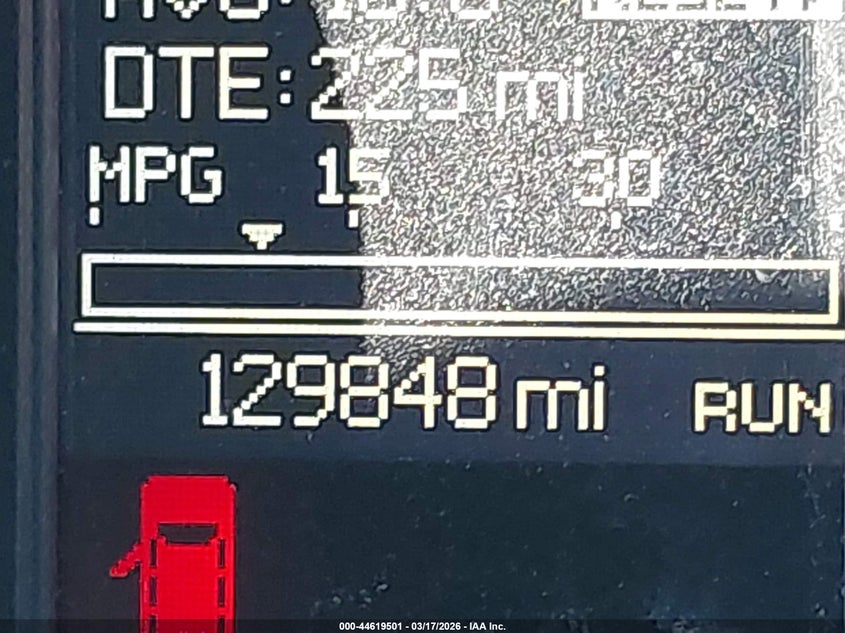 DTE: 225 mi
MPG 15 30
129848 mi RUN
000-44619501 - 03/17/2026 - IAA Inc.